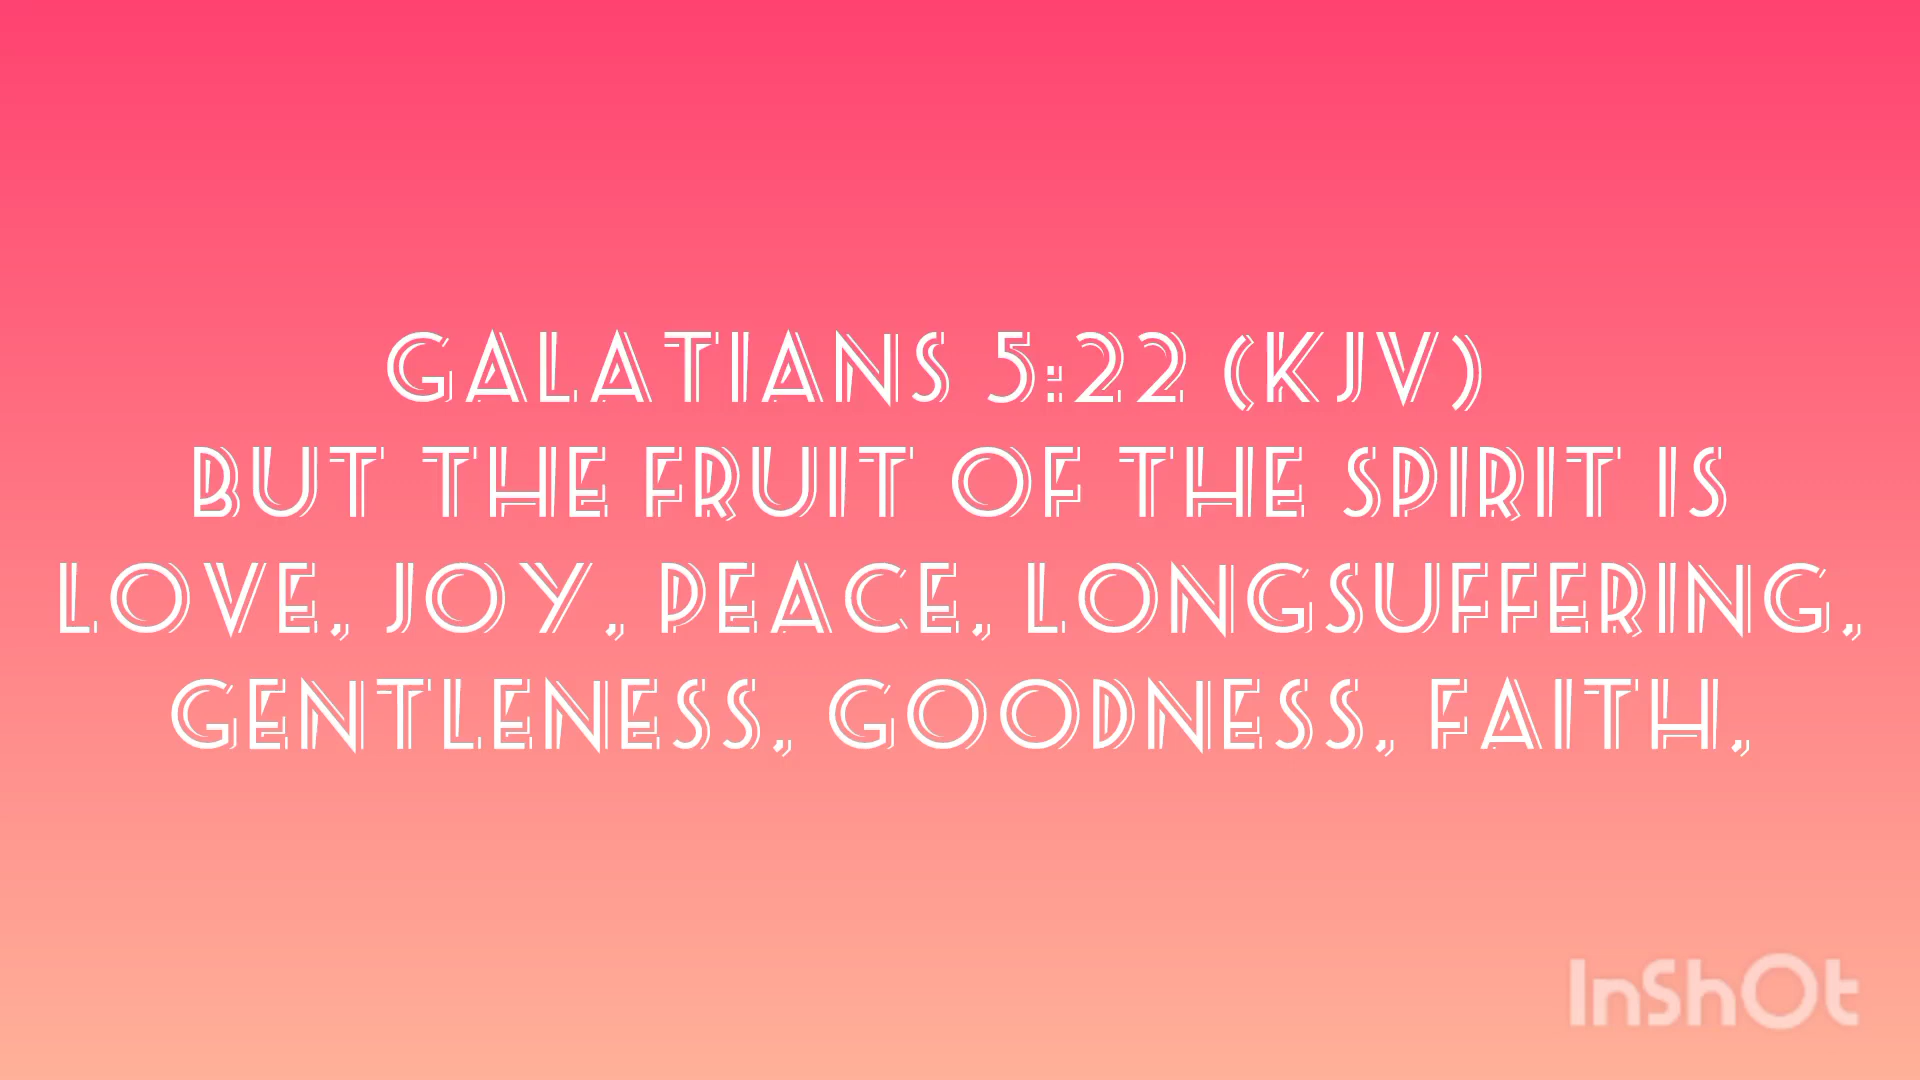 GALATIANS 5:22 (KJV)
BUT THE FRUIT OF THE SPIRIT IS
LOVE, JOY, PEACE, LONGSUFFERING,
GENTLENESS, GOODNESS, FAITH,
InShOt